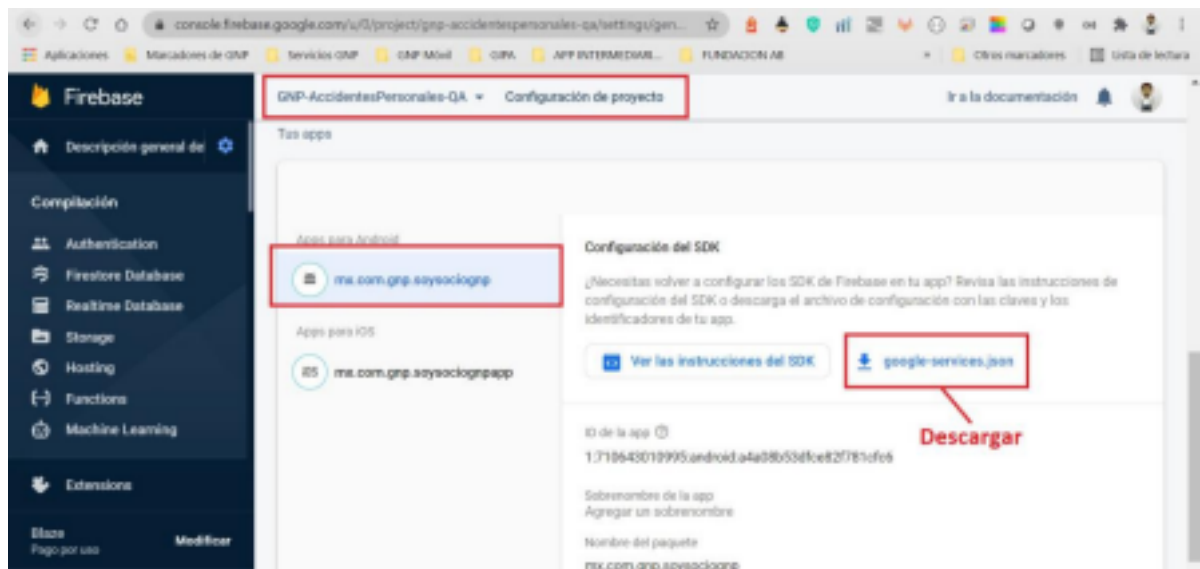 console.firebase.google.com/u/0/project/gnp-accidentespersonales-qa/settings/gen...
Aplicaciones Marcadores de GNP Servicios GNP GNP Móvil GIPA APP INTERMEDIARI... FUNDACION AB » Otros marcadores Lista de lectura
Firebase GNP-AccidentesPersonales-QA Configuración de proyecto Ir a la documentación
Descripción general de
Tus apps
Compilación
Authentication
Firestore Database
Realtime Database
Storage
Hosting
Functions
Machine Learning
Extensions
Blaze
Pago por uso
Modificar
Apps para Android
mx.com.gnp.soysociognp
Apps para iOS
iOS mx.com.gnp.soysociognpapp
Configuración del SDK
¿Necesitas volver a configurar los SDK de Firebase en tu app? Revisa las instrucciones de
configuración del SDK o descarga el archivo de configuración con las claves y los
identificadores de tu app.
Ver las instrucciones del SDK google-services.json
Descargar
ID de la app
Sobrenombre de la app
Agregar un sobrenombre
Nombre del paquete
mx.com.gnp.soysociognp